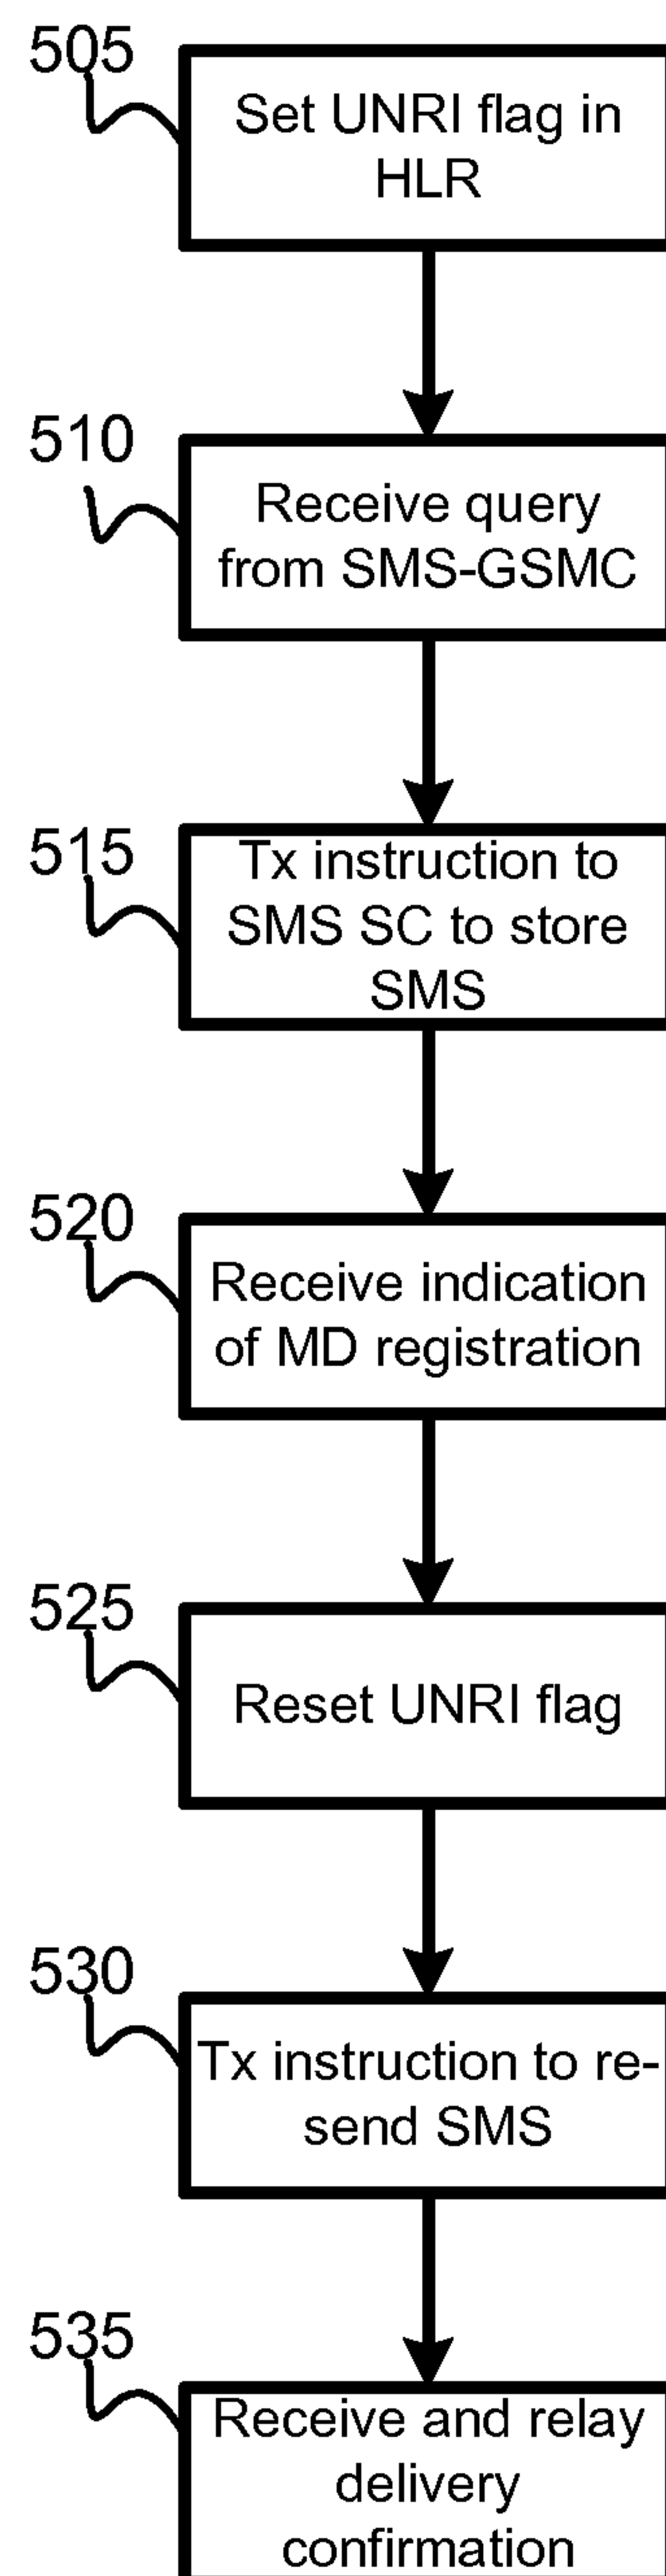 505
Set UNRI flag in
HLR
510
Receive query
from SMS-GSMC
515
Tx instruction to
SMS SC to store
SMS
520
Receive indication
of MD registration
525
Reset UNRI flag
530
Tx instruction to re-
send SMS
535
Receive and relay
delivery
confirmation